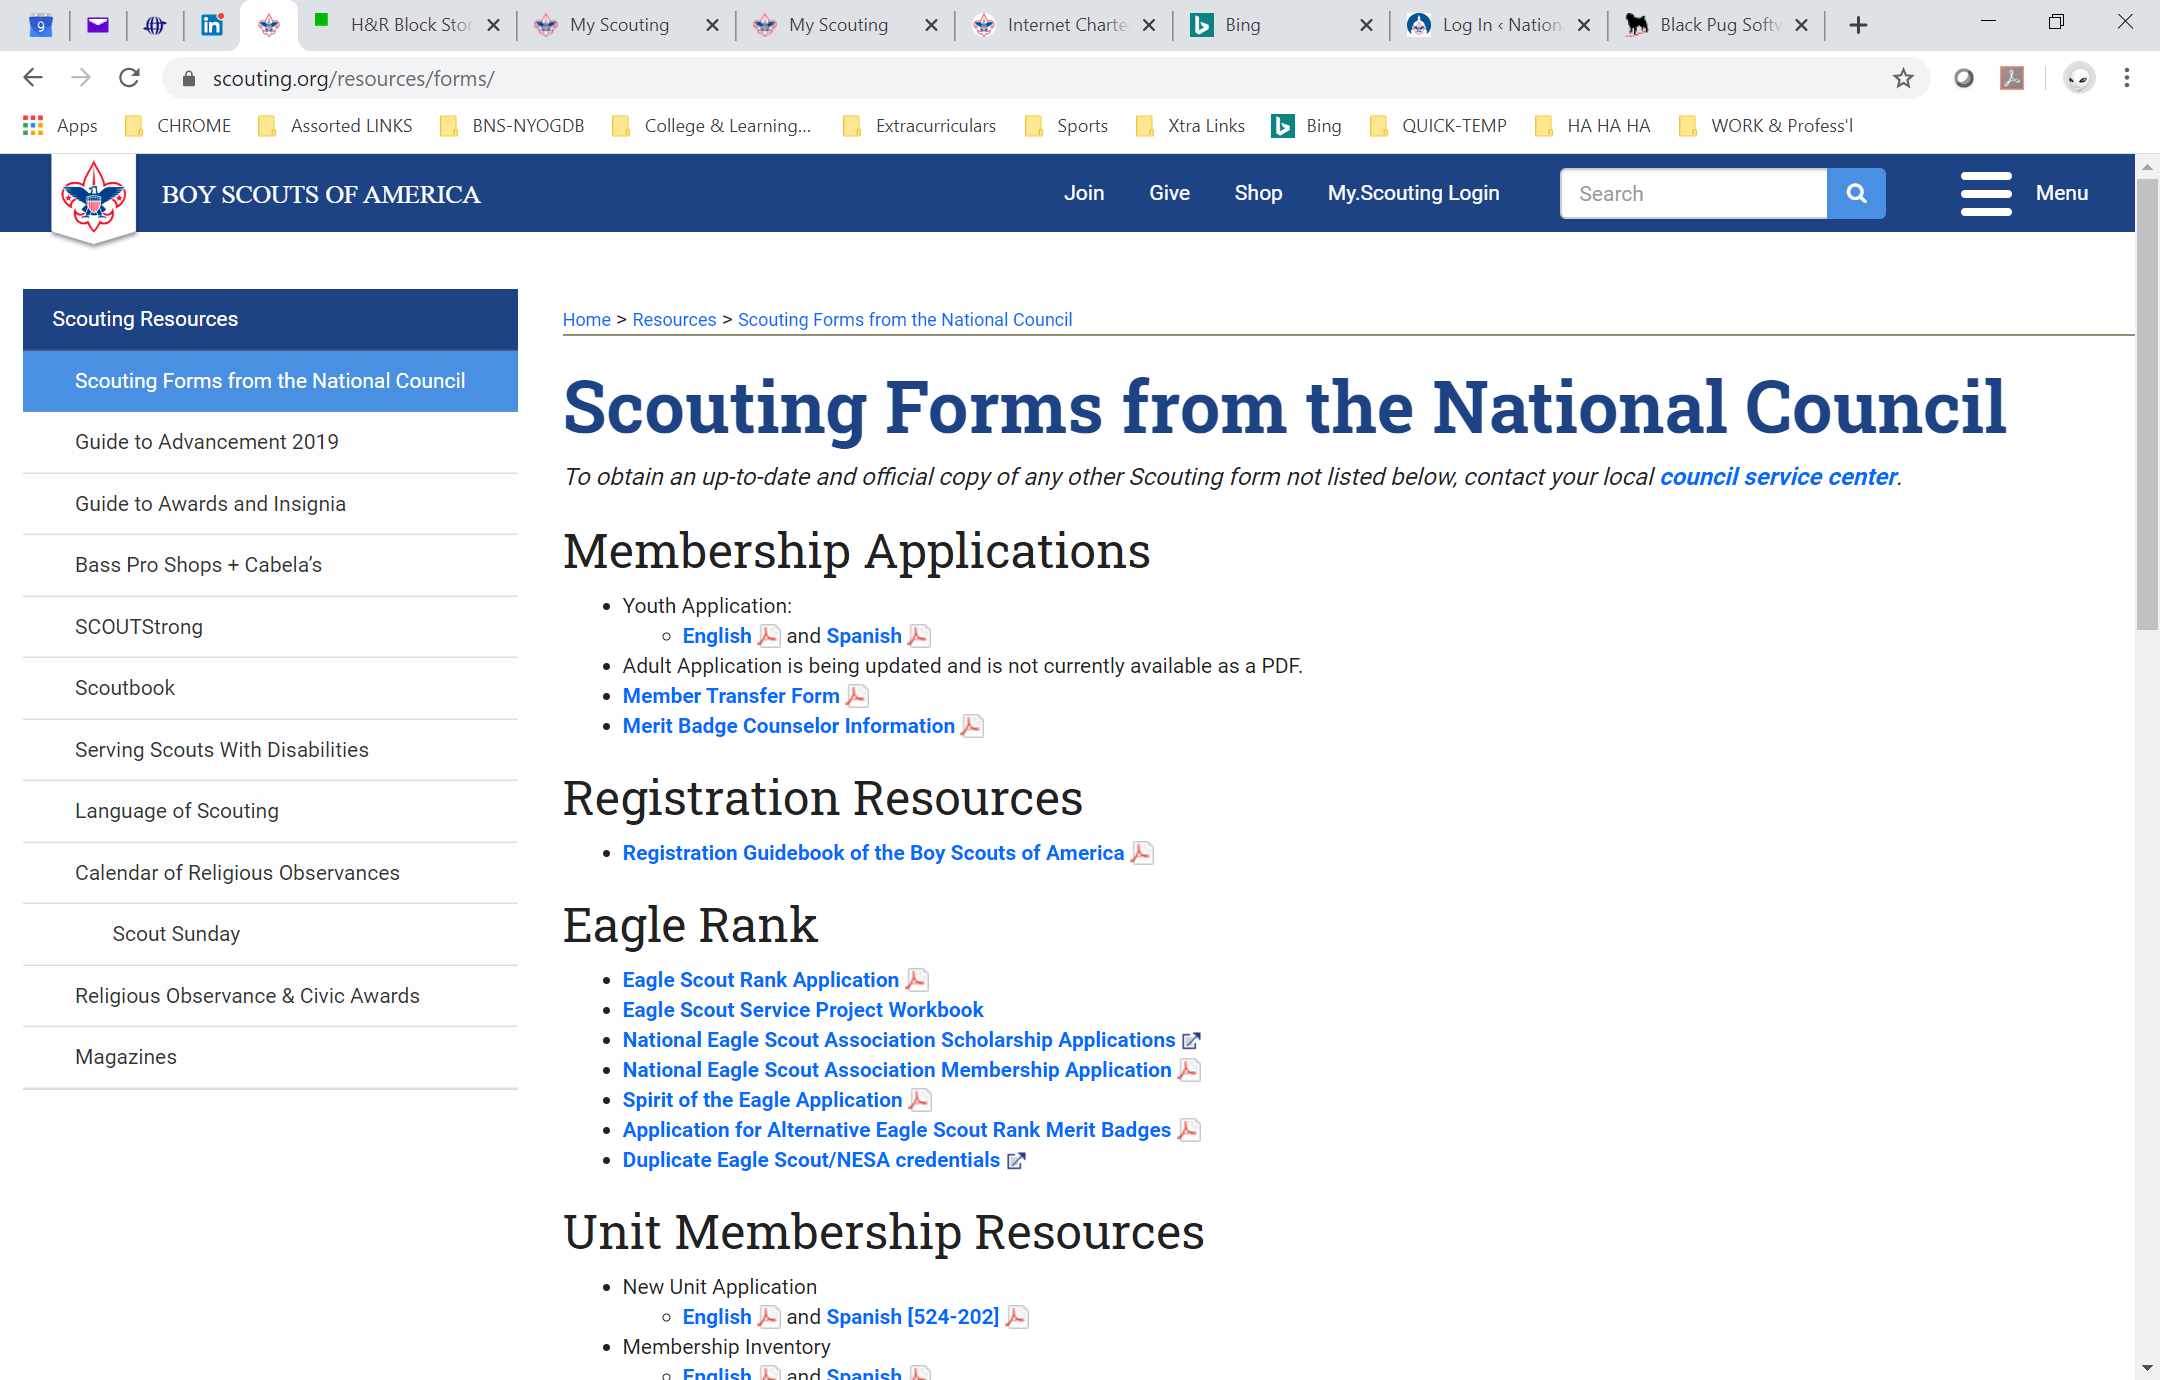 9
H&R Block Stor
My Scouting
My Scouting
Internet Charte
Bing
Log In ‹ Nation
Black Pug Softw
scouting.org/resources/forms/
Apps CHROME Assorted LINKS BNS-NYOGDB College & Learning... Extracurriculars Sports Xtra Links Bing QUICK-TEMP HA HA HA WORK & Profess'l
BOY SCOUTS OF AMERICA
Join Give Shop My.Scouting Login Search Menu
Scouting Resources
Scouting Forms from the National Council
Guide to Advancement 2019
Guide to Awards and Insignia
Bass Pro Shops + Cabela’s
SCOUTStrong
Scoutbook
Serving Scouts With Disabilities
Language of Scouting
Calendar of Religious Observances
Scout Sunday
Religious Observance & Civic Awards
Magazines
Home > Resources > Scouting Forms from the National Council
Scouting Forms from the National Council
To obtain an up-to-date and official copy of any other Scouting form not listed below, contact your local council service center.
Membership Applications
Youth Application:
English and Spanish
Adult Application is being updated and is not currently available as a PDF.
Member Transfer Form
Merit Badge Counselor Information
Registration Resources
Registration Guidebook of the Boy Scouts of America
Eagle Rank
Eagle Scout Rank Application
Eagle Scout Service Project Workbook
National Eagle Scout Association Scholarship Applications
National Eagle Scout Association Membership Application
Spirit of the Eagle Application
Application for Alternative Eagle Scout Rank Merit Badges
Duplicate Eagle Scout/NESA credentials
Unit Membership Resources
New Unit Application
English and Spanish [524-202]
Membership Inventory
English and Spanish